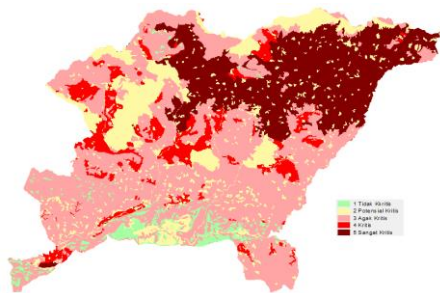 1 Tidak Kritis
2 Potensial Kritis
3 Agak Kritis
4 Kritis
5 Sangat Kritis